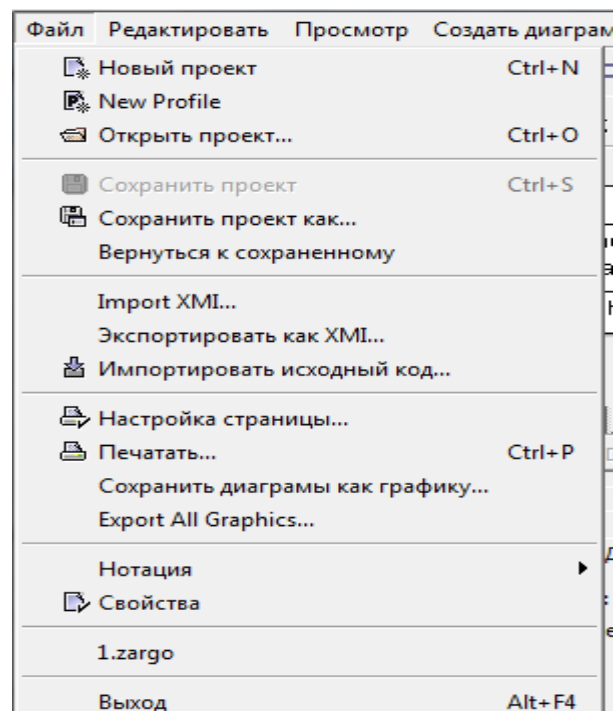 Файл Редактировать Просмотр Создать диаграм
Новый проект Ctrl+N
New Profile
Открыть проект... Ctrl+O
Сохранить проект Ctrl+S
Сохранить проект как...
Вернуться к сохраненному
Import XMI...
Экспортировать как XMI...
Импортировать исходный код...
Настройка страницы...
Печатать... Ctrl+P
Сохранить диаграмы как графику...
Export All Graphics...
Нотация
Свойства
1.zargo
Выход Alt+F4